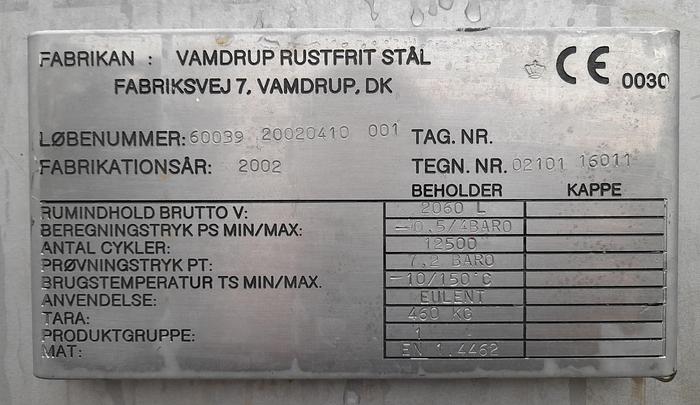 FABRIKAN : VAMDRUP RUSTFRIT STÅL
FABRIKSVEJ 7, VAMDRUP, DK
CE 0030
LØBENUMMER: 60039 20020410 001 TAG. NR.
FABRIKATIONSÅR: 2002 TEGN. NR. 02101 16011
BEHOLDER KAPPE
RUMINDHOLD BRUTTO V: 2060 L
BEREGNINGSTRYK PS MIN/MAX: -0,5/4BARO
ANTAL CYKLER: 12500
PRØVNINGSTRYK PT: 7,2 BARO
BRUGSTEMPERATUR TS MIN/MAX. -10/150°C
ANVENDELSE: EULENT
TARA: 460 KG
PRODUKTGRUPPE: 1
MAT: EN 1.4462